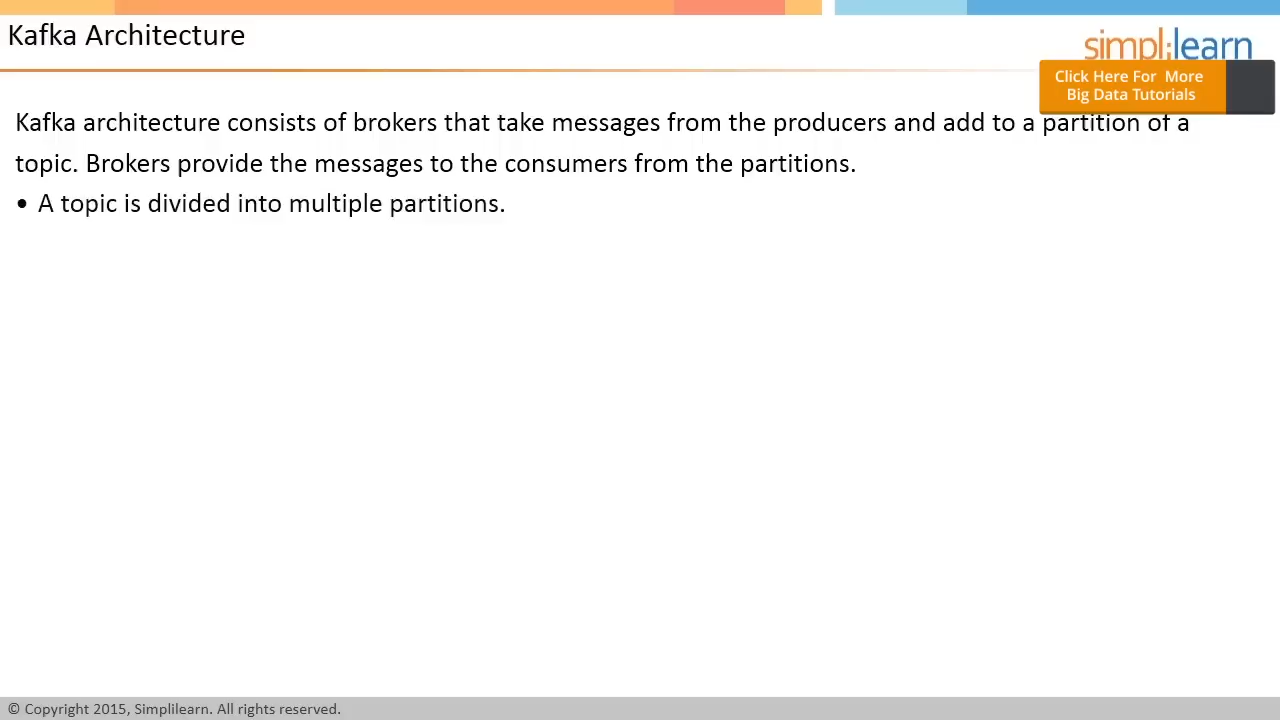 Kafka Architecture
simplilearn
Click Here For More
Big Data Tutorials
Kafka architecture consists of brokers that take messages from the producers and add to a partition of a
topic. Brokers provide the messages to the consumers from the partitions.
• A topic is divided into multiple partitions.
© Copyright 2015, Simplilearn. All rights reserved.